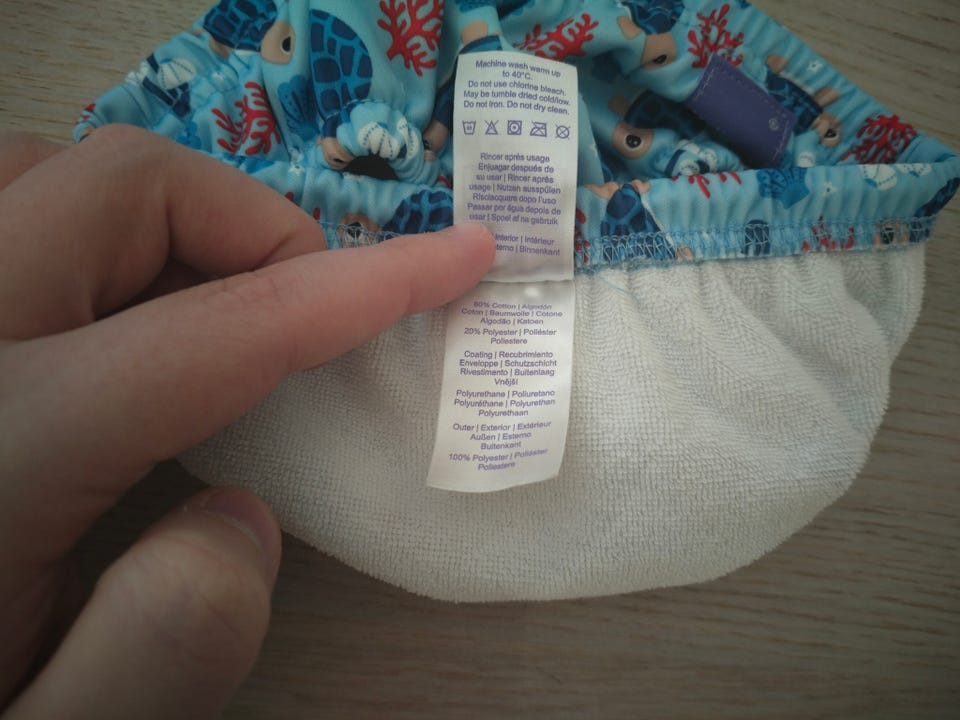 Machine wash warm up
to 40°C.
Do not use chlorine bleach.
May be tumble dried cold/low.
Do not Iron. Do not dry clean.
Rincer après usage
Enjuagar después de
su usar | Rincer après
usage | Nutzen ausspülen
Risciacquare dopo l'uso
Passar por água depois de
usar | Spoel af na gebruik
Interior | Intérieur
| Binnenkant
80% Cotton | Algodón
Coton | Baumwolle | Cotone
Algodão | Katoen
20% Polyester | Poliéster
Poliestere
Coating | Recubrimiento
Enveloppe | Schutzschicht
Rivestimento | Buitenlaag
Vnější
Polyurethane | Poliuretano
Polyuréthane | Polyurethan
Polyurethaan
Outer | Exterior | Extérieur
Außen | Esterno
Buitenkant
100% Polyester | Poliéster
Poliestere